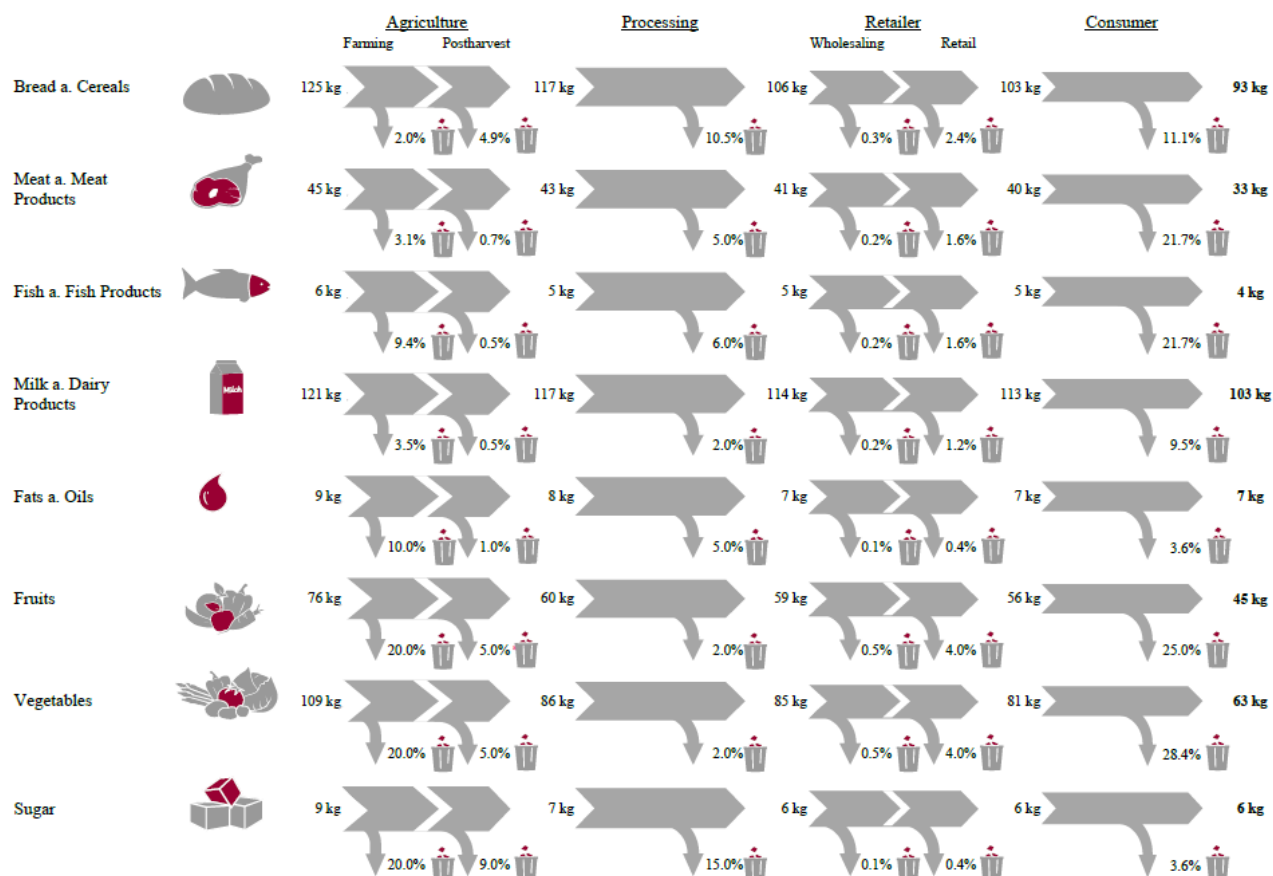 Agriculture Processing Retailer Consumer
Farming Postharvest Wholesaling Retail
Bread a. Cereals 125 kg 117 kg 106 kg 103 kg 93 kg
2.0% 4.9% 10.5% 0.3% 2.4% 11.1%
Meat a. Meat
Products 45 kg 43 kg 41 kg 40 kg 33 kg
3.1% 0.7% 5.0% 0.2% 1.6% 21.7%
Fish a. Fish Products 6 kg 5 kg 5 kg 5 kg 4 kg
9.4% 0.5% 6.0% 0.2% 1.6% 21.7%
Milch
Milk a. Dairy
Products 121 kg 117 kg 114 kg 113 kg 103 kg
3.5% 0.5% 2.0% 0.2% 1.2% 9.5%
Fats a. Oils 9 kg 8 kg 7 kg 7 kg 7 kg
10.0% 1.0% 5.0% 0.1% 0.4% 3.6%
Fruits 76 kg 60 kg 59 kg 56 kg 45 kg
20.0% 5.0% 2.0% 0.5% 4.0% 25.0%
Vegetables 109 kg 86 kg 85 kg 81 kg 63 kg
20.0% 5.0% 2.0% 0.5% 4.0% 28.4%
Sugar 9 kg 7 kg 6 kg 6 kg 6 kg
20.0% 9.0% 15.0% 0.1% 0.4% 3.6%